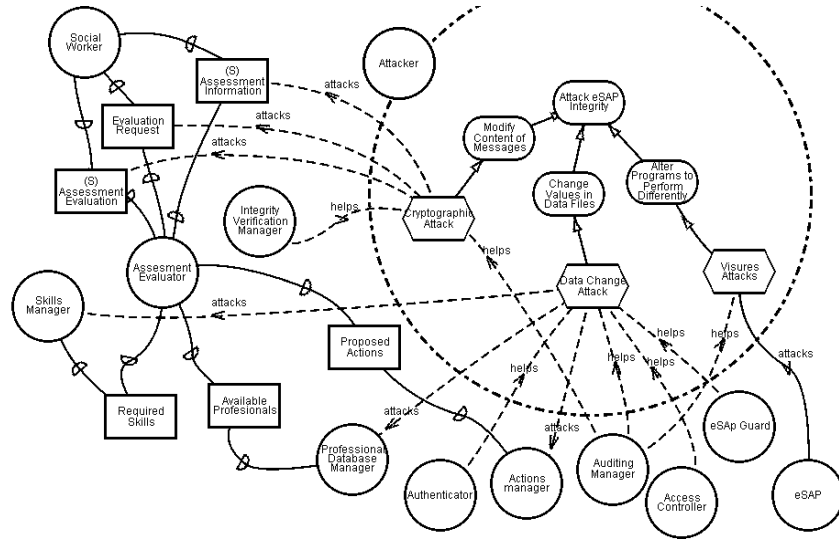 Social
Worker
(S)
Assessment
Information
Attacker
attacks
Evaluation
Request
attacks
attacks
(S)
Assessment
Evaluation
Modify
Content of
Messages
Attack eSAP
Integrity
Change
Values in
Data Files
Alter
Programs to
Perform
Differently
Integrity
Verification
Manager
helps
Cryptographic
Attack
helps
Assesment
Evaluator
Data Change
Attack
Visures
Attacks
Skills
Manager
attacks
Proposed
Actions
helps
helps
helps
helps
helps
attacks
Required
Skills
Available
Profesionals
attacks
attacks
Professional
Database
Manager
Authenticator
Actions
manager
Auditing
Manager
Access
Controller
eSAp Guard
eSAP